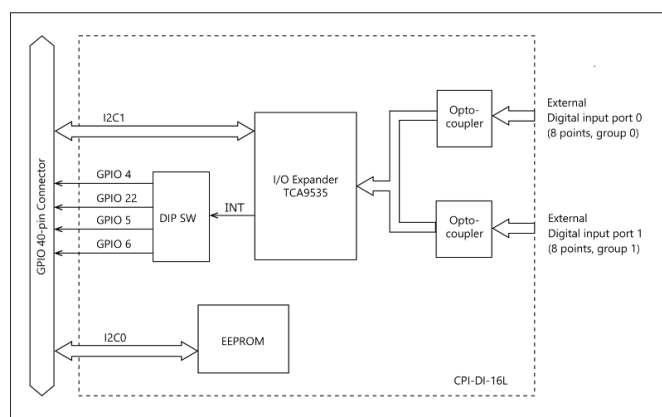 GPIO 40-pin Connector
I2C1
GPIO 4
GPIO 22
GPIO 5
GPIO 6
DIP SW
INT
I/O Expander
TCA9535
Opto-
coupler
External
Digital input port 0
(8 points, group 0)
Opto-
coupler
External
Digital input port 1
(8 points, group 1)
I2C0
EEPROM
CPI-DI-16L